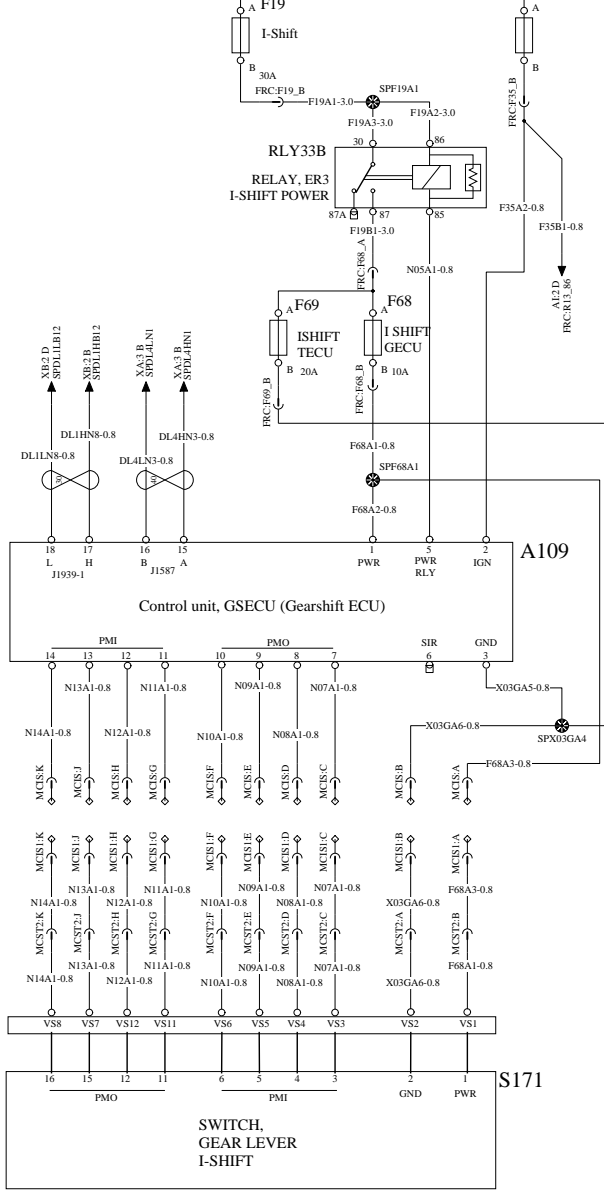 A F19
A
I-Shift
B
30A
B
FRC:F19_B
SPF19A1
FRC:F35_B
F19A1-3.0
F19A2-3.0
F19A3-3.0
30
86
RLY33B
RELAY, ER3
I-SHIFT POWER
87A
87
85
F35A2-0.8
F35B1-0.8
F19B1-3.0
FRC:F68_A
N05A1-0.8
AI:2 D
FRC:R13_86
A F69
A F68
ISHIFT
TECU
I SHIFT
GECU
B 20A
B 10A
FRC:F69_B
FRC:F68_B
XB:2 D
SPDL1LB12
XB:2 B
SPDL1HB12
XA:3 B
SPDL4LN1
XA:3 B
SPDL4HN1
DL1HN8-0.8
DL4HN3-0.8
DL1LN8-0.8
DL4LN3-0.8
30
40
F68A1-0.8
SPF68A1
F68A2-0.8
18 17 16 15 1 5 2
A109
L H B A PWR PWR IGN
RLY
J1939-1 J1587
Control unit, GSECU (Gearshift ECU)
PMI PMO SIR GND
14 13 12 11 10 9 8 7 6 3
N13A1-0.8 N11A1-0.8 N09A1-0.8 N07A1-0.8 X03GA5-0.8
N14A1-0.8 N12A1-0.8 N10A1-0.8 N08A1-0.8 X03GA6-0.8
SPX03GA4
F68A3-0.8
MCIS:K MCIS:J MCIS:H MCIS:G MCIS:F MCIS:E MCIS:D MCIS:C MCIS:B MCIS:A
MCIS1:K MCIS1:J MCIS1:H MCIS1:G MCIS1:F MCIS1:E MCIS1:D MCIS1:C MCIS1:B MCIS1:A
N13A1-0.8 N11A1-0.8 N09A1-0.8 N07A1-0.8 F68A3-0.8
N14A1-0.8 N12A1-0.8 N10A1-0.8 N08A1-0.8 X03GA6-0.8
MCST2:K MCST2:J MCST2:H MCST2:G MCST2:F MCST2:E MCST2:D MCST2:C MCST2:A MCST2:B
N13A1-0.8 N11A1-0.8 N09A1-0.8 N07A1-0.8 F68A1-0.8
N14A1-0.8 N12A1-0.8 N10A1-0.8 N08A1-0.8 X03GA6-0.8
VS8 VS7 VS12 VS11 VS6 VS5 VS4 VS3 VS2 VS1
16 15 12 11 6 5 4 3 2 1
S171
PMO PMI GND PWR
SWITCH,
GEAR LEVER
I-SHIFT